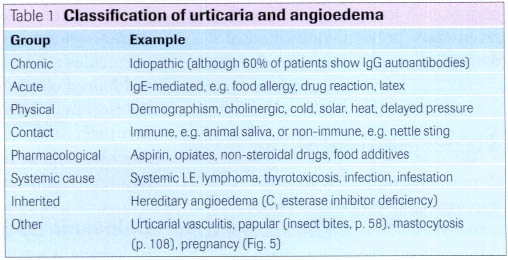 Table 1 Classification of urticaria and angioedema
Group Example
Chronic Idiopathic (although 60% of patients show IgG autoantibodies)
Acute IgE-mediated, e.g. food allergy, drug reaction, latex
Physical Dermographism, cholinergic, cold, solar, heat, delayed pressure
Contact Immune, e.g. animal saliva, or non-immune, e.g. nettle sting
Pharmacological Aspirin, opiates, non-steroidal drugs, food additives
Systemic cause Systemic LE, lymphoma, thyrotoxicosis, infection, infestation
Inherited Hereditary angioedema (C₁ esterase inhibitor deficiency)
Other Urticarial vasculitis, papular (insect bites, p. 58), mastocytosis
(p. 108), pregnancy (Fig. 5)